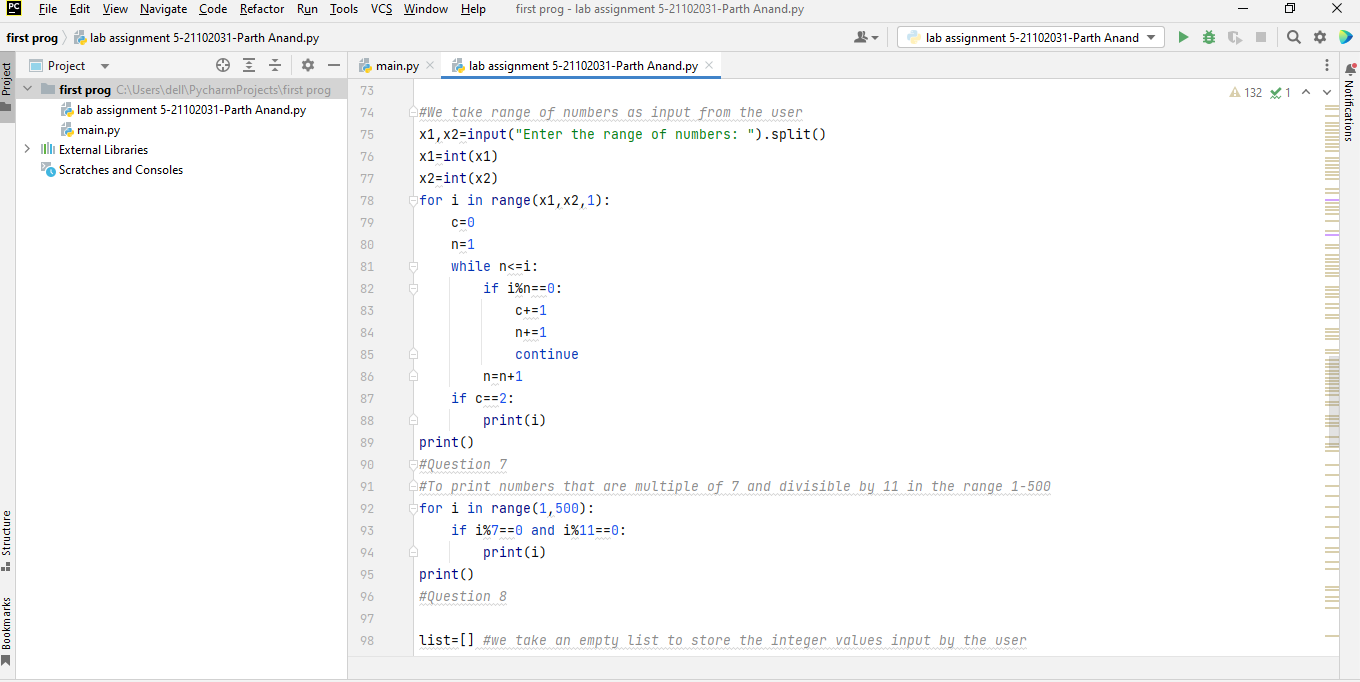 File Edit View Navigate Code Refactor Run Tools VCS Window Help first prog - lab assignment 5-21102031-Parth Anand.py
first prog lab assignment 5-21102031-Parth Anand.py lab assignment 5-21102031-Parth Anand
Project
Project
main.py lab assignment 5-21102031-Parth Anand.py
first prog C:\Users\dell\PycharmProjects\first prog
lab assignment 5-21102031-Parth Anand.py
main.py
External Libraries
Scratches and Consoles
Structure
Bookmarks
132 1
Notifications
73
74 #We take range of numbers as input from the user
75 x1,x2=input("Enter the range of numbers: ").split()
76 x1=int(x1)
77 x2=int(x2)
78 for i in range(x1,x2,1):
79     c=0
80     n=1
81     while n<=i:
82         if i%n==0:
83             c+=1
84             n+=1
85             continue
86         n=n+1
87     if c==2:
88         print(i)
89 print()
90 #Question 7
91 #To print numbers that are multiple of 7 and divisible by 11 in the range 1-500
92 for i in range(1,500):
93     if i%7==0 and i%11==0:
94         print(i)
95 print()
96 #Question 8
97
98 list=[] #we take an empty list to store the integer values input by the user